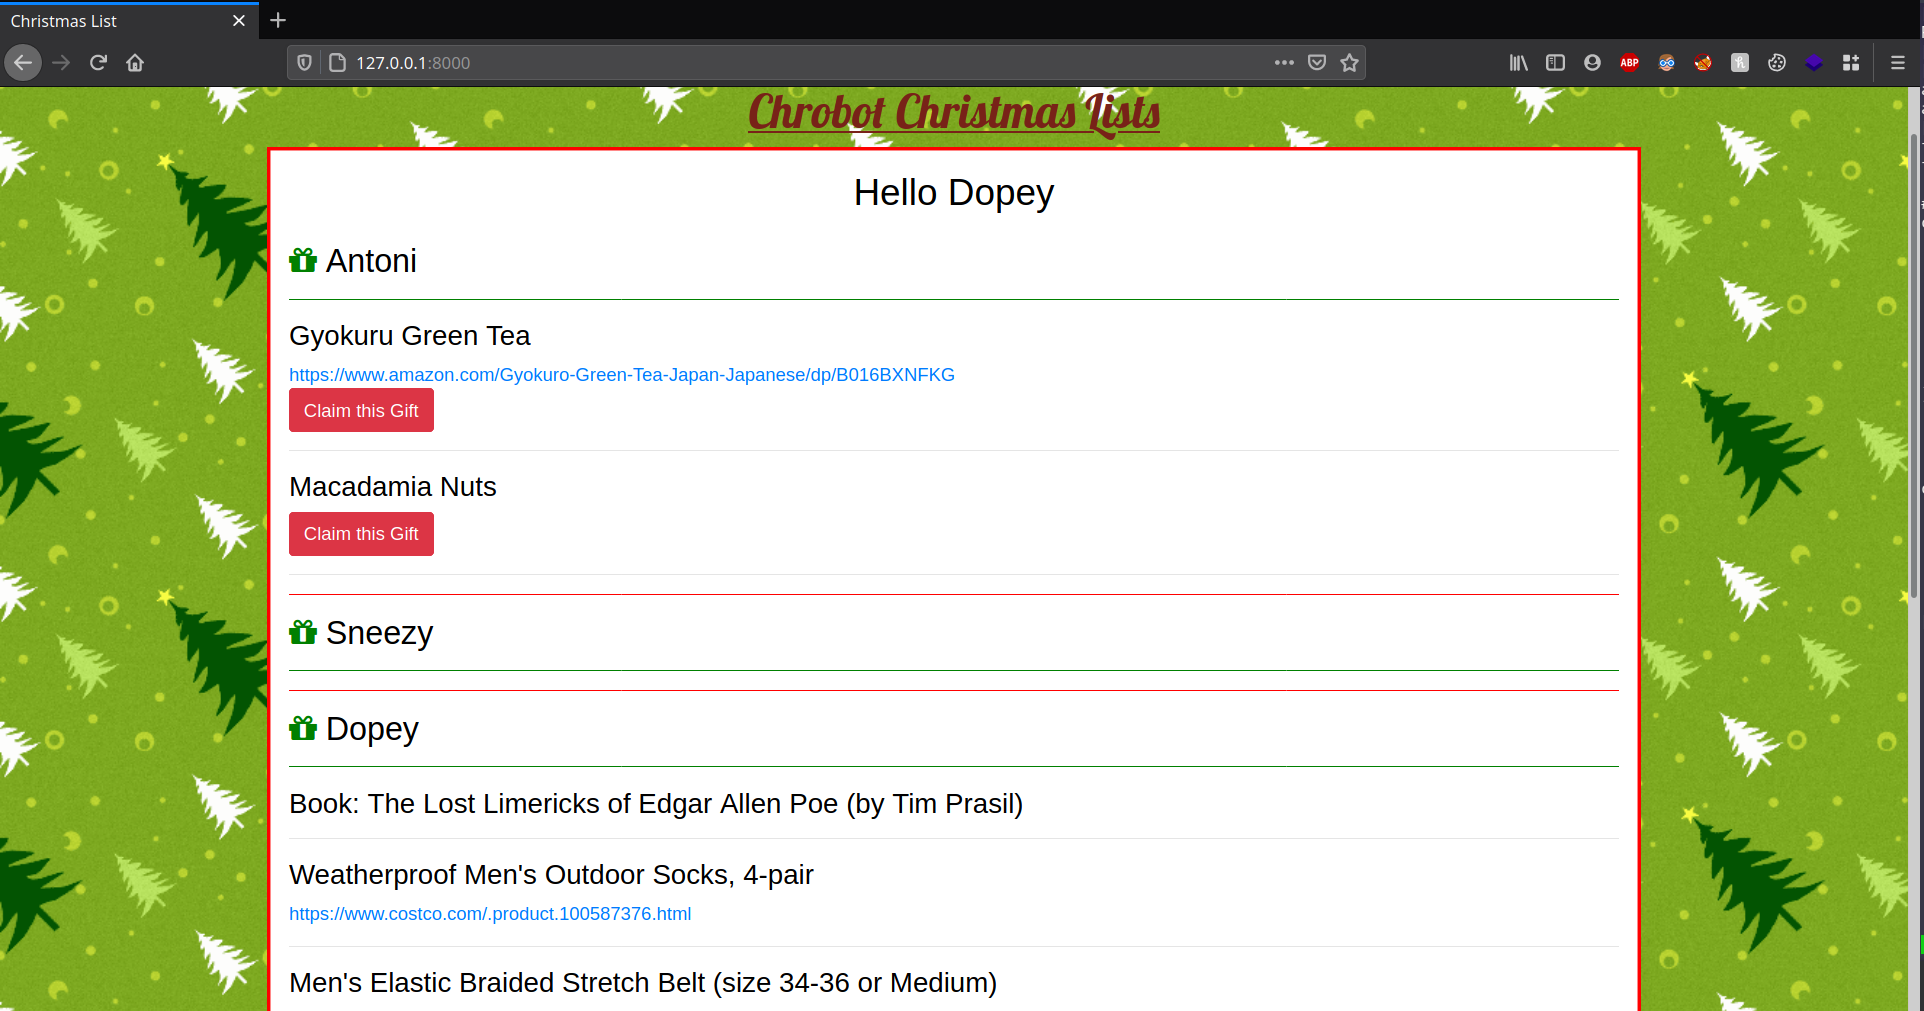 Christmas List
127.0.0.1:8000
ABP
Chrobot Christmas Lists
Hello Dopey
Antoni
Gyokuru Green Tea
https://www.amazon.com/Gyokuro-Green-Tea-Japan-Japanese/dp/B016BXNFKG
Claim this Gift
Macadamia Nuts
Claim this Gift
Sneezy
Dopey
Book: The Lost Limericks of Edgar Allen Poe (by Tim Prasil)
Weatherproof Men's Outdoor Socks, 4-pair
https://www.costco.com/.product.100587376.html
Men's Elastic Braided Stretch Belt (size 34-36 or Medium)